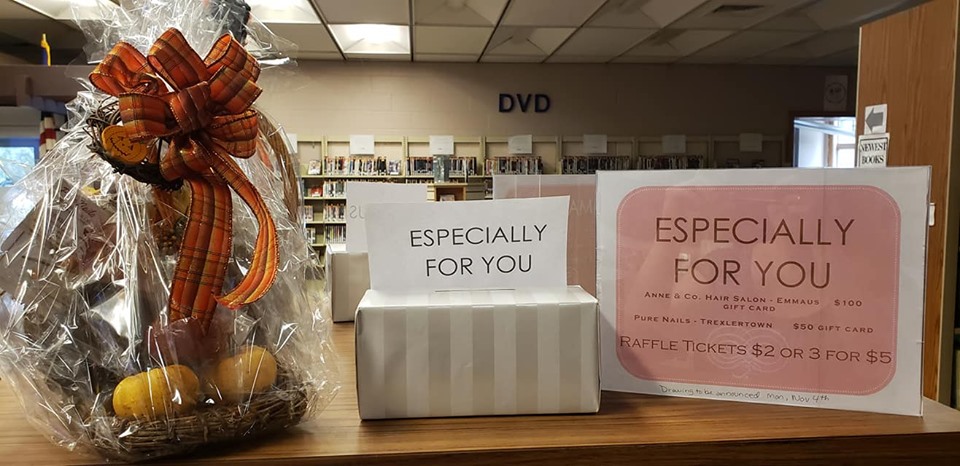 DVD
NEWEST
BOOKS
ESPECIALLY
FOR YOU
ESPECIALLY
FOR YOU
ANNE & CO. HAIR SALON - EMMAUS $100
GIFT CARD
PURE NAILS - TREXLERTOWN $50 GIFT CARD
RAFFLE TICKETS $2 OR 3 FOR $5
Drawing to be announced Mon, Nov 4th